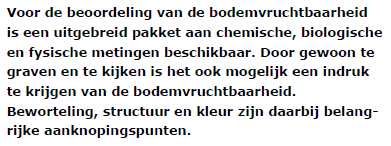 Voor de beoordeling van de bodemvruchtbaarheid
is een uitgebreid pakket aan chemische, biologische
en fysische metingen beschikbaar. Door gewoon te
graven en te kijken is het ook mogelijk een indruk
te krijgen van de bodemvruchtbaarheid.
Beworteling, structuur en kleur zijn daarbij belang-
rijke aanknopingspunten.